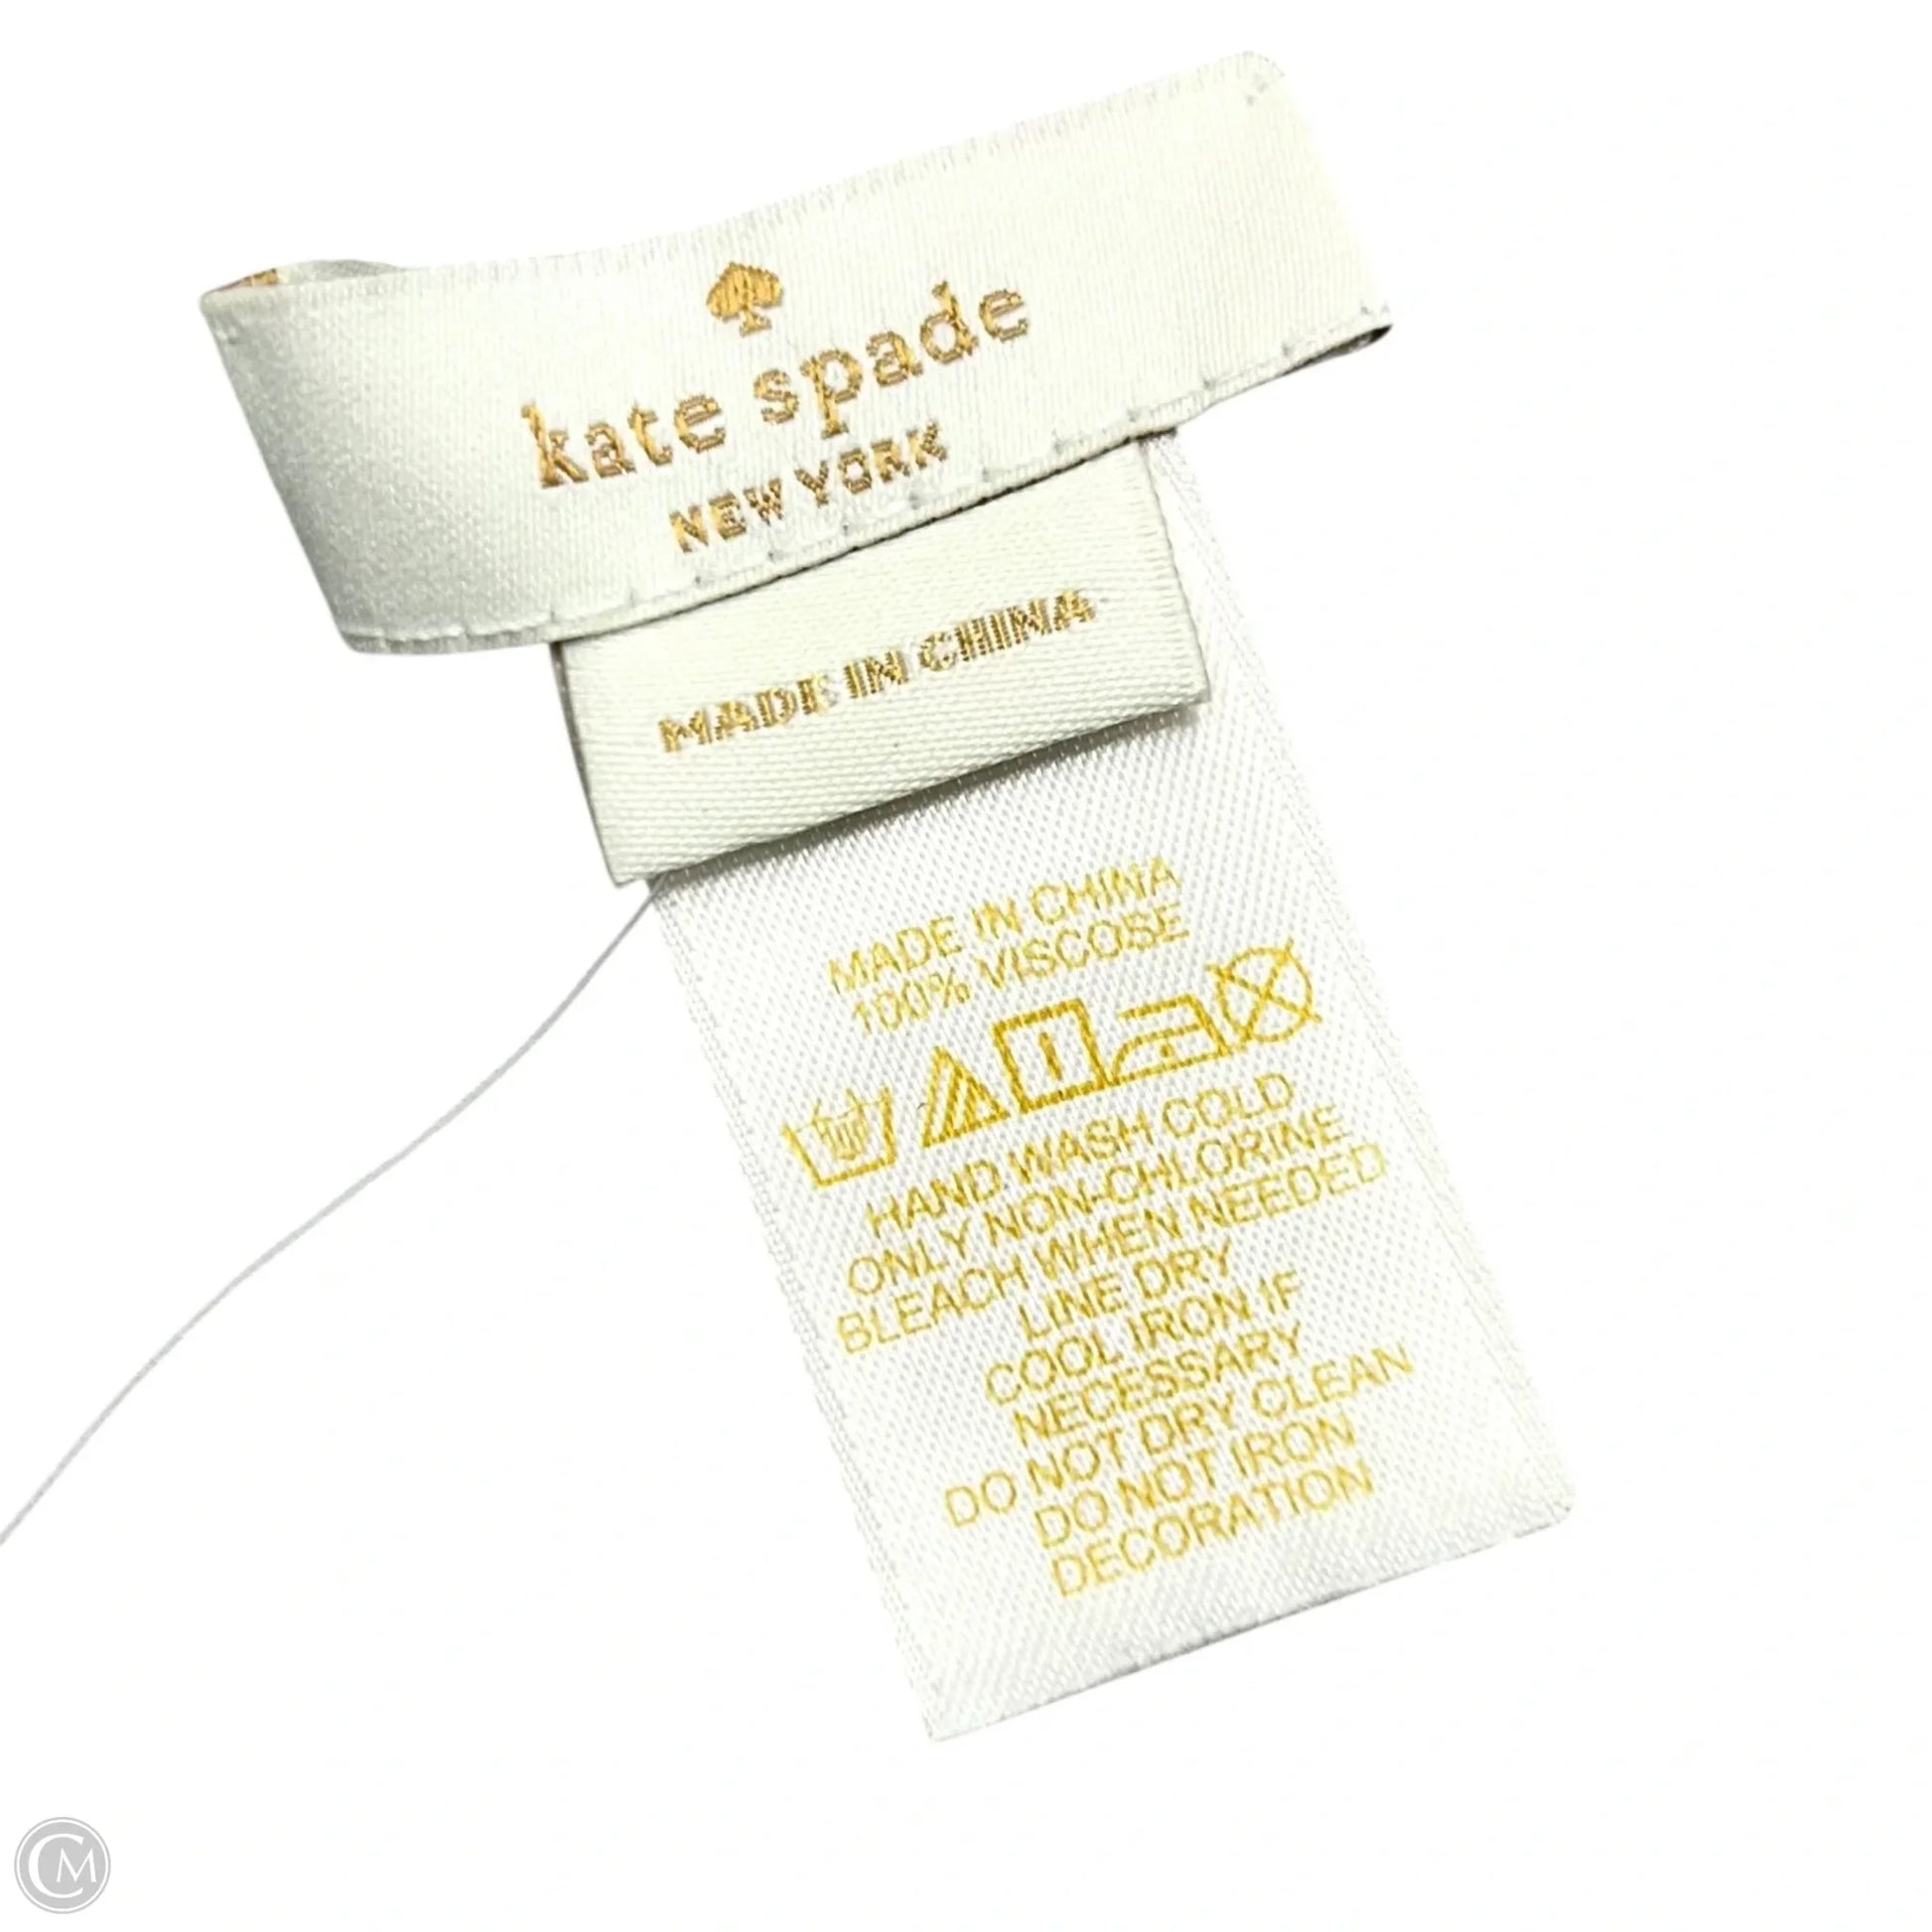 kate spade
NEW YORK
MADE IN CHINA
MADE IN CHINA
100% VISCOSE
HAND WASH COLD
ONLY NON-CHLORINE
BLEACH WHEN NEEDED
LINE DRY
COOL IRON IF
NECESSARY
DO NOT DRY CLEAN
DO NOT IRON
DECORATION
CM